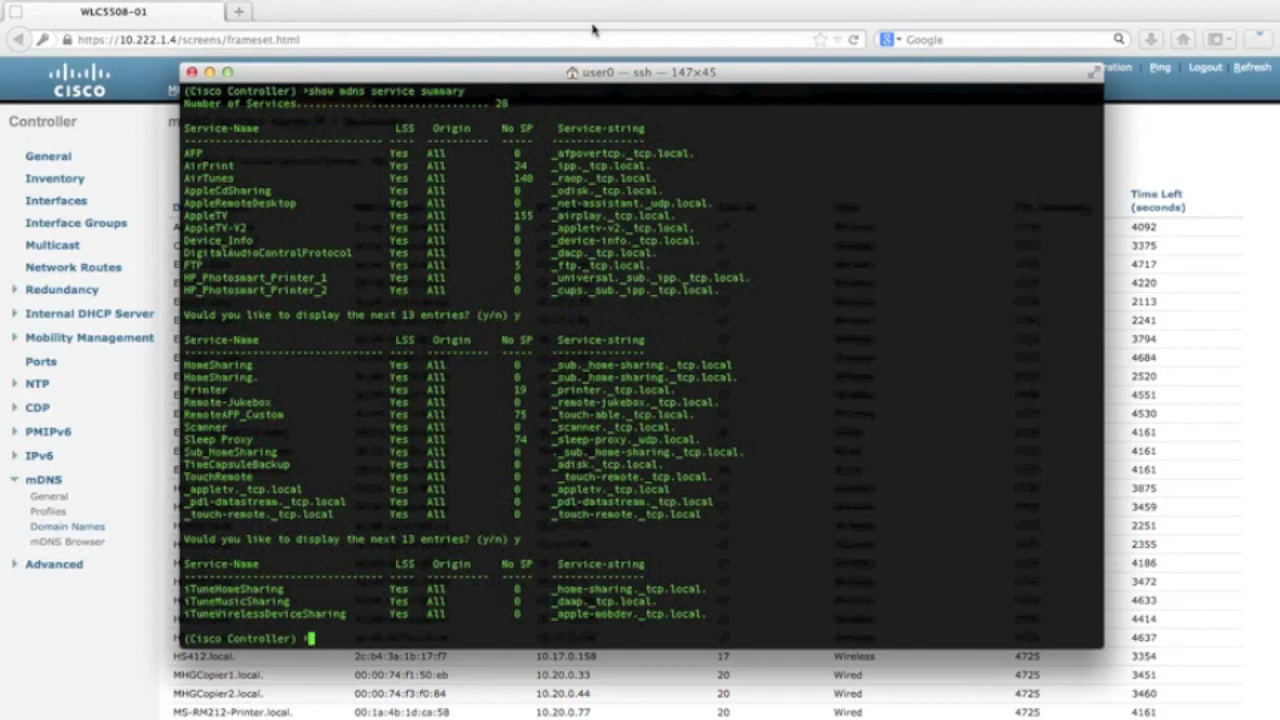 WLC5508-01
https://10.222.1.4/screens/frameset.html
Google
CISCO
Ping Logout Refresh
user0 — ssh — 147×45
Controller
General
Inventory
Interfaces
Interface Groups
Multicast
Network Routes
Redundancy
Internal DHCP Server
Mobility Management
Ports
NTP
CDP
PMIPv6
IPv6
mDNS
General
Profiles
Domain Names
mDNS Browser
Advanced
(Cisco Controller) >show mdns service summary
Number of Services.............................. 28
Service-Name LSS Origin No SP Service-string
AFP Yes All 0 _afpovertcp._tcp.local.
AirPrint Yes All 24 _ipp._tcp.local.
AirTunes Yes All 140 _raop._tcp.local.
AppleCdSharing Yes All 0 _odisk._tcp.local.
AppleRemoteDesktop Yes All 0 _net-assistant._udp.local.
AppleTV Yes All 155 _airplay._tcp.local.
AppleTV-V2 Yes All 8 _appletv-v2._tcp.local.
Device_Info Yes All 0 _device-info._tcp.local.
DigitalAudioControlProtocol Yes All 0 _dacp._tcp.local.
FTP Yes All 5 _ftp._tcp.local.
HP_Photosmart_Printer_1 Yes All 0 _universal._sub._ipp._tcp.local.
HP_Photosmart_Printer_2 Yes All 0 _cups._sub._ipp._tcp.local.
Would you like to display the next 13 entries? (y/n) y
Service-Name LSS Origin No SP Service-string
HomeSharing Yes All 0 _sub._home-sharing._tcp.local
HomeSharing. Yes All 0 _sub._home-sharing._tcp.local.
Printer Yes All 19 _printer._tcp.local.
Remote-Jukebox Yes All 0 _remote-jukebox._tcp.local.
RemoteAPP_Custom Yes All 75 _touch-able._tcp.local.
Scanner Yes All 0 _scanner._tcp.local.
Sleep Proxy Yes All 74 _sleep-proxy._udp.local.
Sub_HomeSharing Yes All 0 _sub._home-sharing._tcp.local.
TimeCapsuleBackup Yes All 0 _adisk._tcp.local.
TouchRemote Yes All 0 _touch-remote._tcp.local.
_appletv._tcp.local Yes All 0 _appletv._tcp.local
_pdl-datastream._tcp.local Yes All 0 _pdl-datastream._tcp.local
_touch-remote._tcp.local Yes All 0 _touch-remote._tcp.local
Would you like to display the next 13 entries? (y/n) y
Service-Name LSS Origin No SP Service-string
iTuneHomeSharing Yes All 0 _home-sharing._tcp.local.
iTuneMusicSharing Yes All 0 _daap._tcp.local.
iTuneWirelessDeviceSharing Yes All 0 _apple-mobdev._tcp.local.
(Cisco Controller) >
Time Left
(seconds)
4092
3375
4717
4220
2113
2241
3794
4684
2520
4551
4530
4161
4161
4161
3875
3459
2251
2355
4186
3472
4633
4414
4637
HS412.local. 2c:b4:3a:1b:17:f7 10.17.0.158 17 Wireless 4725 3354
MHGCopier1.local. 00:00:74:f1:50:eb 10.20.0.33 20 Wired 4725 3451
MHGCopier2.local. 00:00:74:f3:f0:84 10.20.0.44 20 Wired 4725 3460
MS-RM212-Printer.local. 00:1a:4b:1d:ca:58 10.20.0.77 20 Wired 4725 4161